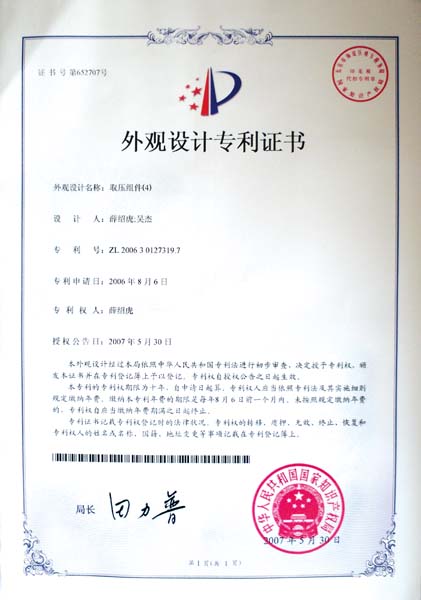 证书号第652707号
印花税
代扣专用章
外观设计专利证书
外观设计名称：取压组件(4)
设计人：薛绍虎;吴杰
专利号：ZL 2006 3 0127319.7
专利申请日：2006年8月6日
专利权人：薛绍虎
授权公告日：2007年5月30日
本外观设计经过本局依照中华人民共和国专利法进行初步审查，决定授予专利权，颁
发本证书并在专利登记簿上予以登记。专利权自授权公告之日起生效。
本专利的专利权期限为十年，自申请日起算。专利权人应当依照专利法及其实施细则
规定缴纳年费。缴纳本专利年费的期限是每年8月6日前一个月内。未按照规定缴纳年费
的，专利权自应当缴纳年费期满之日起终止。
专利证书记载专利权登记时的法律状况。专利权的转移、质押、无效、终止、恢复和
专利权人的姓名或名称、国籍、地址变更等事项记载在专利登记簿上。
局长 田力普
中华人民共和国国家知识产权局
2007年5月30日
第1页(共1页)